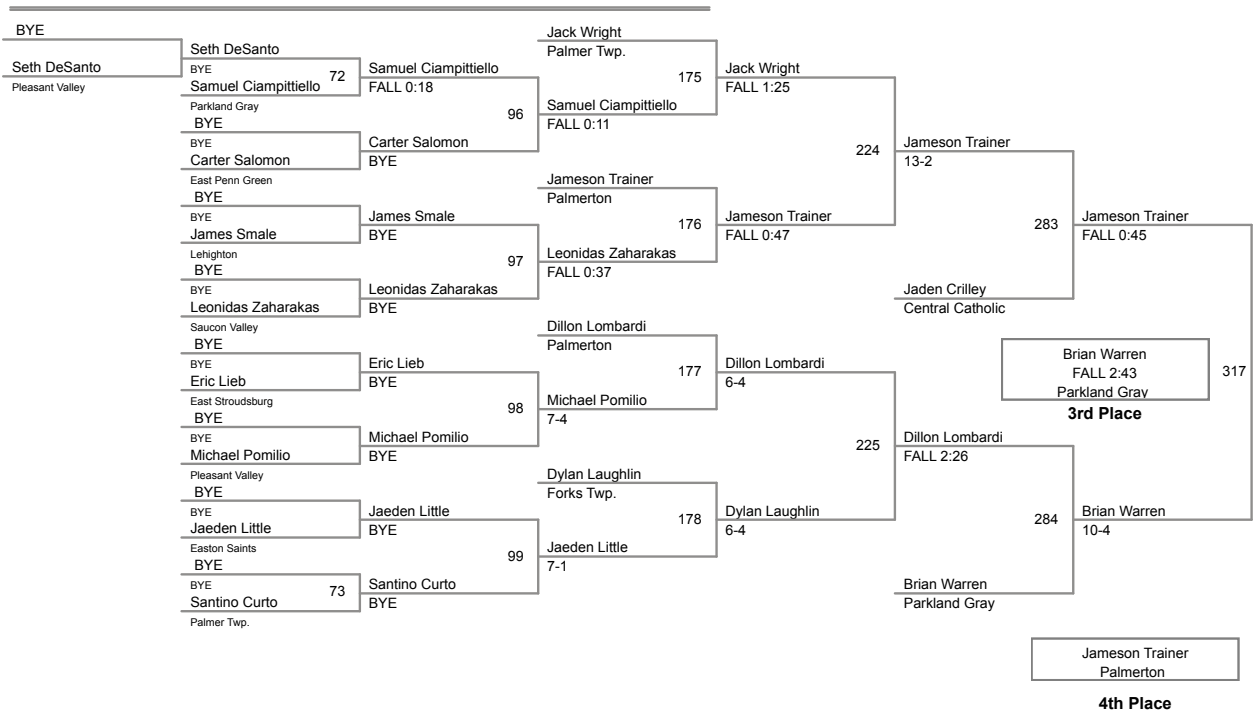 BYE
Seth DeSanto
Pleasant Valley
Seth DeSanto
BYE
72
Samuel Ciampittiello
Parkland Gray
BYE
BYE
Carter Salomon
East Penn Green
BYE
BYE
James Smale
Lehighton
BYE
BYE
Leonidas Zaharakas
Saucon Valley
BYE
BYE
Eric Lieb
East Stroudsburg
BYE
BYE
Michael Pomilio
Pleasant Valley
BYE
BYE
Jaeden Little
Easton Saints
BYE
BYE
73
Santino Curto
Palmer Twp.
Samuel Ciampittiello
FALL 0:18
96
Carter Salomon
BYE
James Smale
BYE
97
Leonidas Zaharakas
BYE
Eric Lieb
BYE
98
Michael Pomilio
BYE
Jaeden Little
BYE
99
Santino Curto
BYE
Jack Wright
Palmer Twp.
175
Samuel Ciampittiello
FALL 0:11
Jameson Trainer
Palmerton
176
Leonidas Zaharakas
FALL 0:37
Dillon Lombardi
Palmerton
177
Michael Pomilio
7-4
Dylan Laughlin
Forks Twp.
178
Jaeden Little
7-1
Jack Wright
FALL 1:25
224
Jameson Trainer
FALL 0:47
Dillon Lombardi
6-4
225
Dylan Laughlin
6-4
Jameson Trainer
13-2
283
Jaden Crilley
Central Catholic
Dillon Lombardi
FALL 2:26
284
Brian Warren
Parkland Gray
Jameson Trainer
FALL 0:45
317
Brian Warren
10-4
Brian Warren
FALL 2:43
Parkland Gray
3rd Place
Jameson Trainer
Palmerton
4th Place